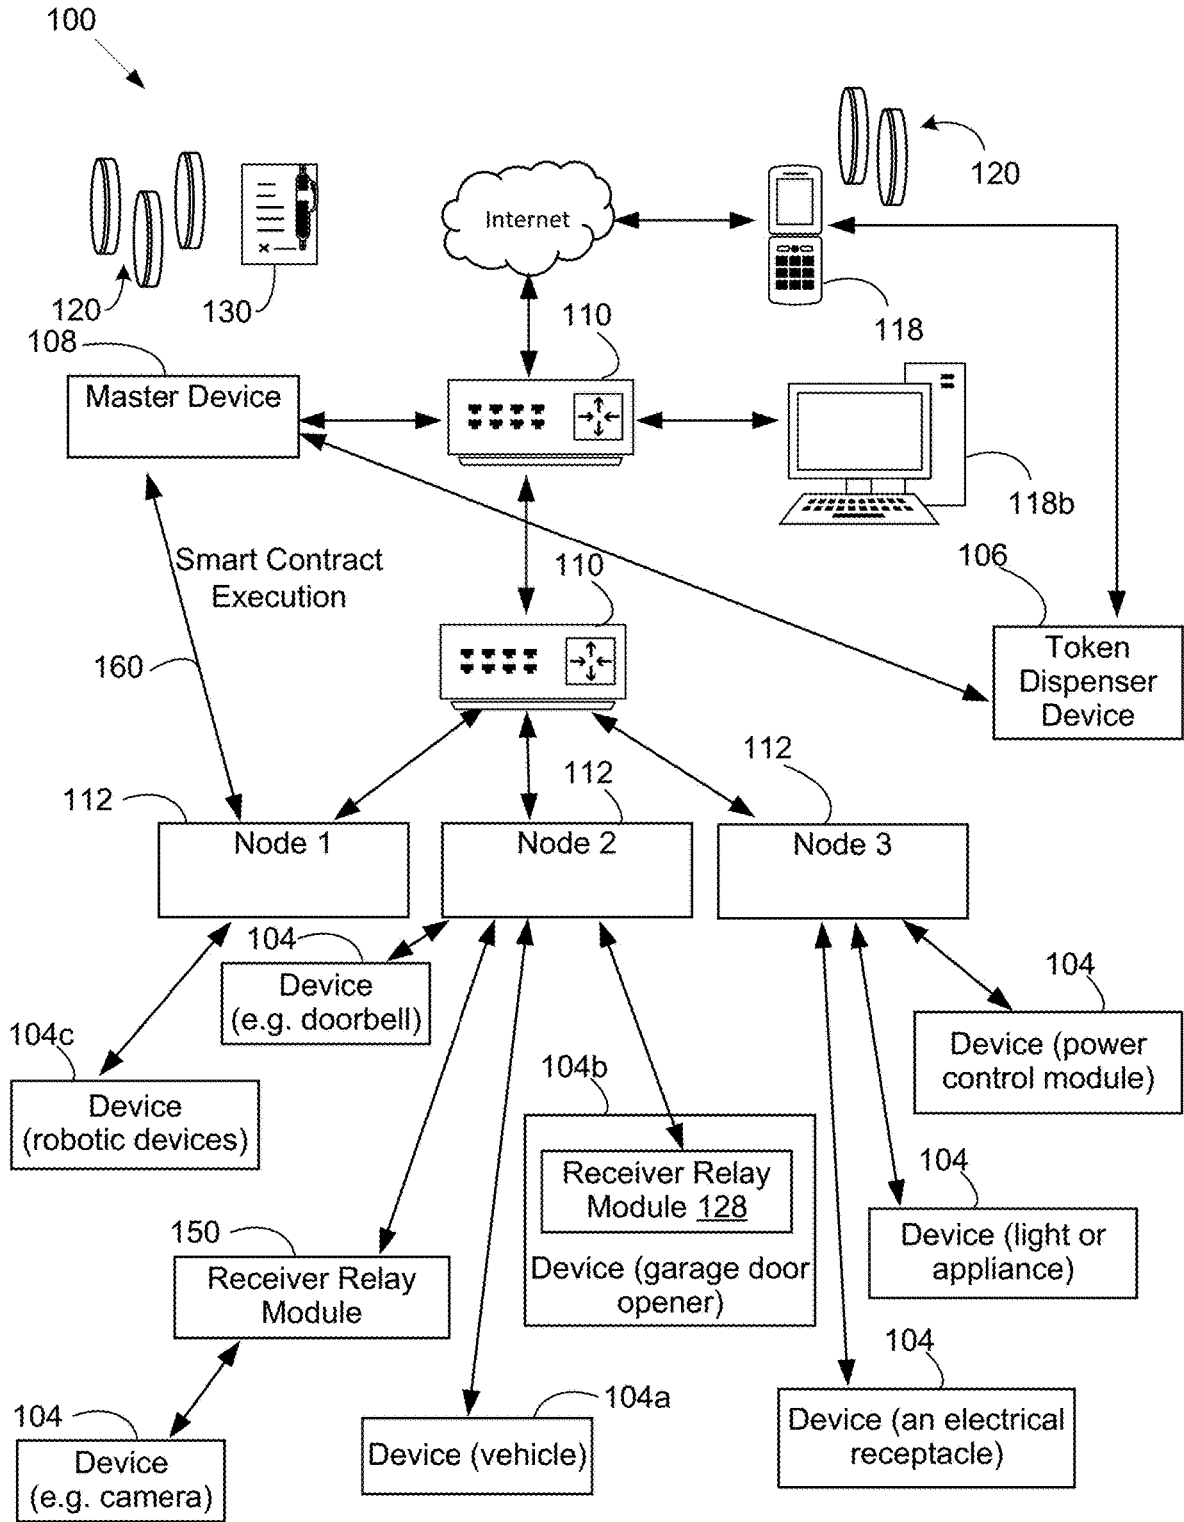 100
120
Internet
120
130
110
118
108
Master Device
118b
Smart Contract
Execution
110
106
160
Token
Dispenser
Device
112
112
112
Node 1
Node 2
Node 3
104
Device
(e.g. doorbell)
104
Device (power
control module)
104c
Device
(robotic devices)
104b
Receiver Relay
Module 128
Device (garage door
opener)
104
Device (light or
appliance)
150
Receiver Relay
Module
104
Device (an electrical
receptacle)
104a
Device (vehicle)
104
Device
(e.g. camera)